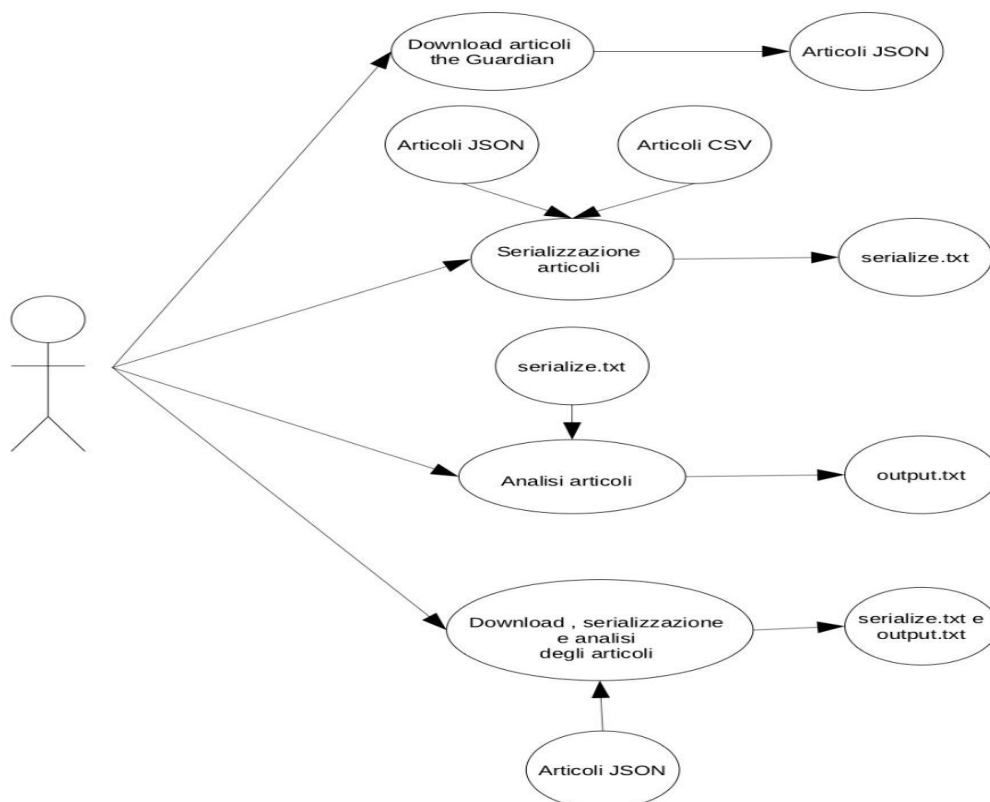 Download articoli
the Guardian
Articoli JSON
Articoli JSON
Articoli CSV
Serializzazione
articoli
serialize.txt
serialize.txt
Analisi articoli
output.txt
Download , serializzazione
e analisi
degli articoli
serialize.txt e
output.txt
Articoli JSON